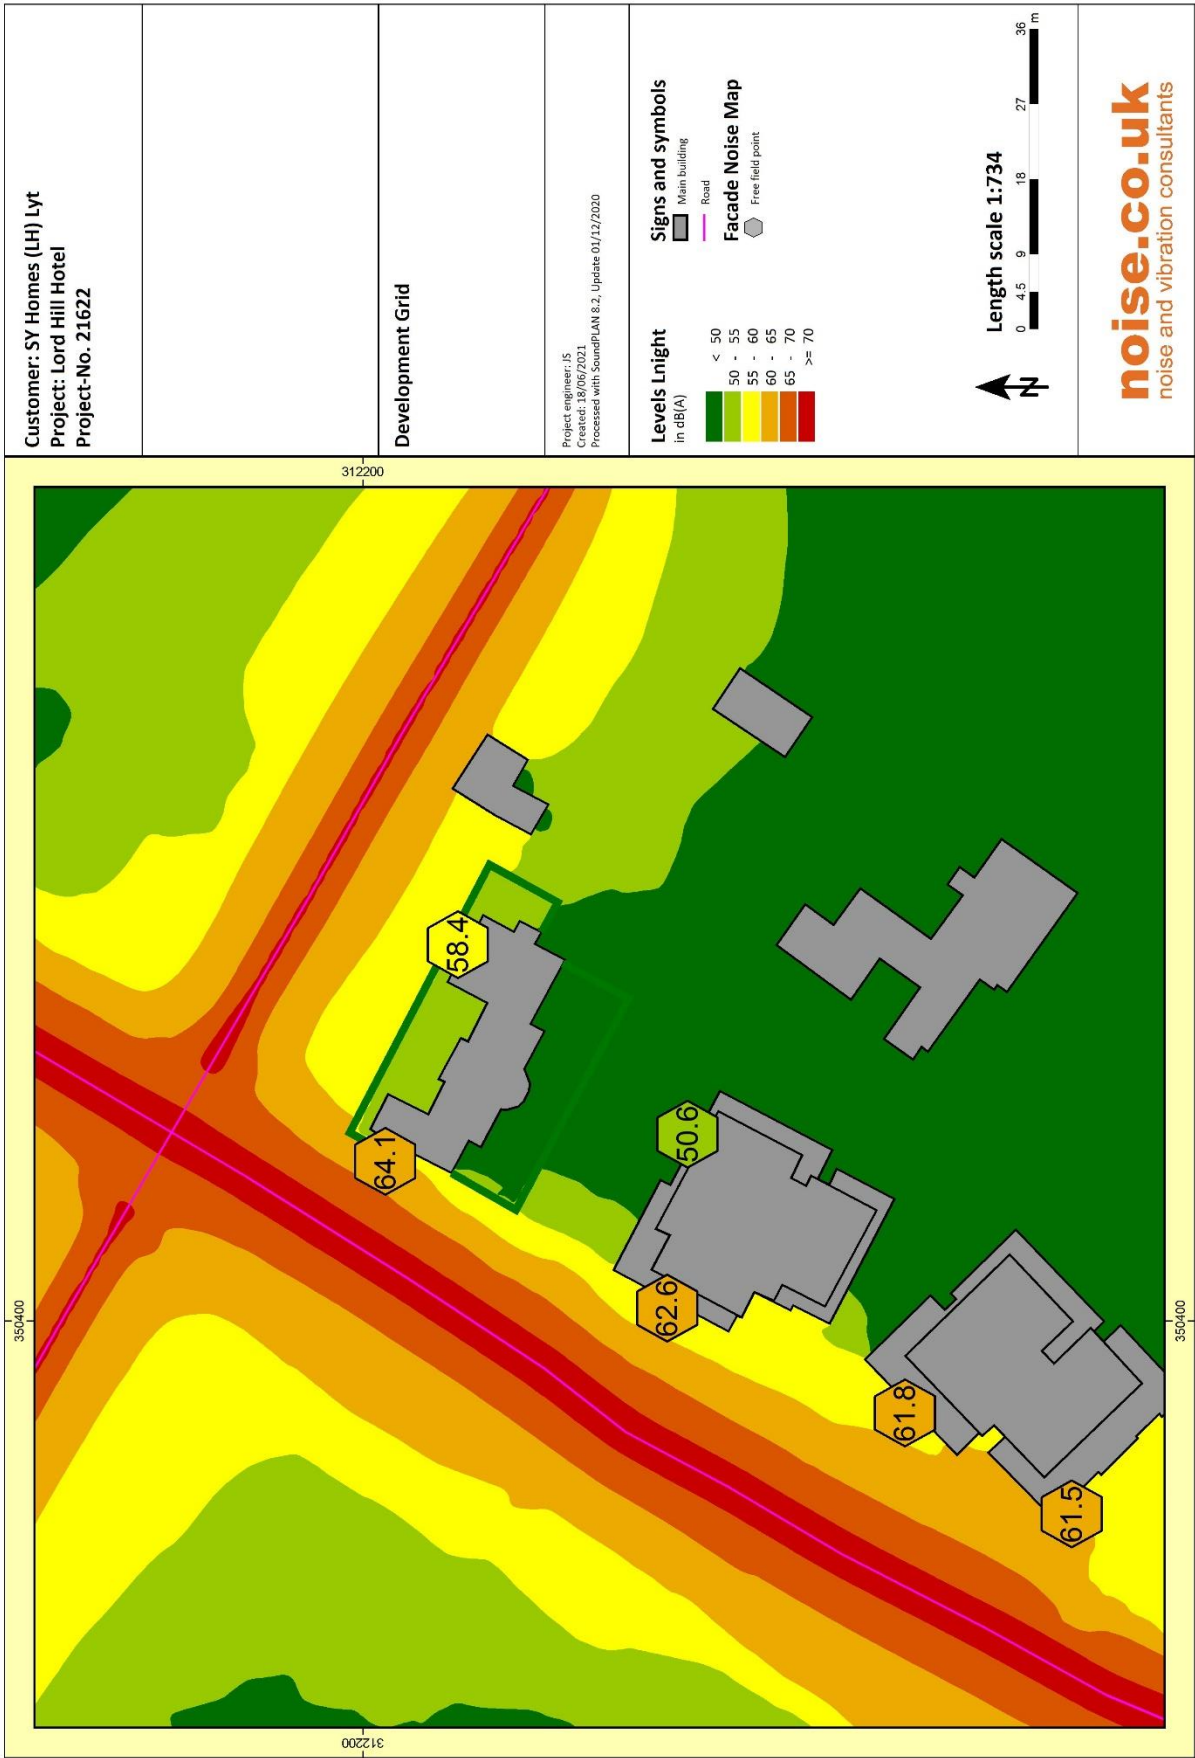 Customer: SY Homes (LH) Lyt
Project: Lord Hill Hotel
Project-No. 21622
Development Grid
Project engineer: JS
Created: 18/06/2021
Processed with SoundPLAN 8.2, Update 01/12/2020
Levels Lnight
in dB(A)
< 50
50 - 55
55 - 60
60 - 65
65 - 70
>= 70
Signs and symbols
Main building
Road
Facade Noise Map
Free field point
N
Length scale 1:734
0 4.5 9 18 27 36
m
noise.co.uk
noise and vibration consultants
350400
312200
312200
350400
64.1
58.4
62.6
50.6
61.8
61.5